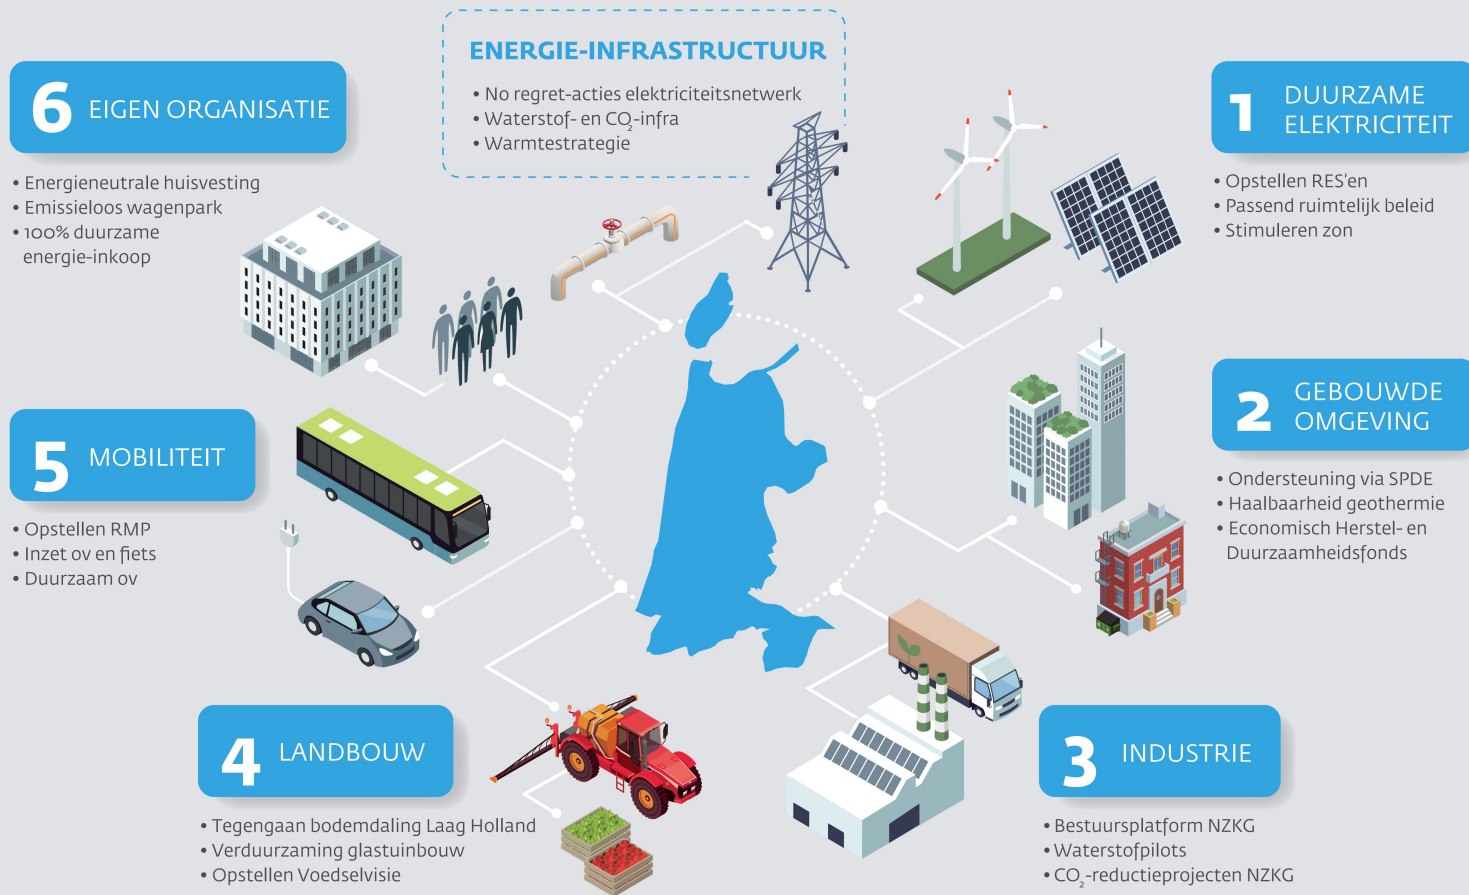 ENERGIE-INFRASTRUCTUUR
• No regret-acties elektriciteitsnetwerk
• Waterstof- en CO₂-infra
• Warmtestrategie
6 EIGEN ORGANISATIE
• Energieneutrale huisvesting
• Emissieloos wagenpark
• 100% duurzame
energie-inkoop
1 DUURZAME
ELEKTRICITEIT
• Opstellen RES'en
• Passend ruimtelijk beleid
• Stimuleren zon
2 GEBOUWDE
OMGEVING
• Ondersteuning via SPDE
• Haalbaarheid geothermie
• Economisch Herstel- en
Duurzaamheidsfonds
5 MOBILITEIT
• Opstellen RMP
• Inzet ov en fiets
• Duurzaam ov
4 LANDBOUW
• Tegengaan bodemdaling Laag Holland
• Verduurzaming glastuinbouw
• Opstellen Voedselvisie
3 INDUSTRIE
• Bestuursplatform NZKG
• Waterstofpilots
• CO₂-reductieprojecten NZKG